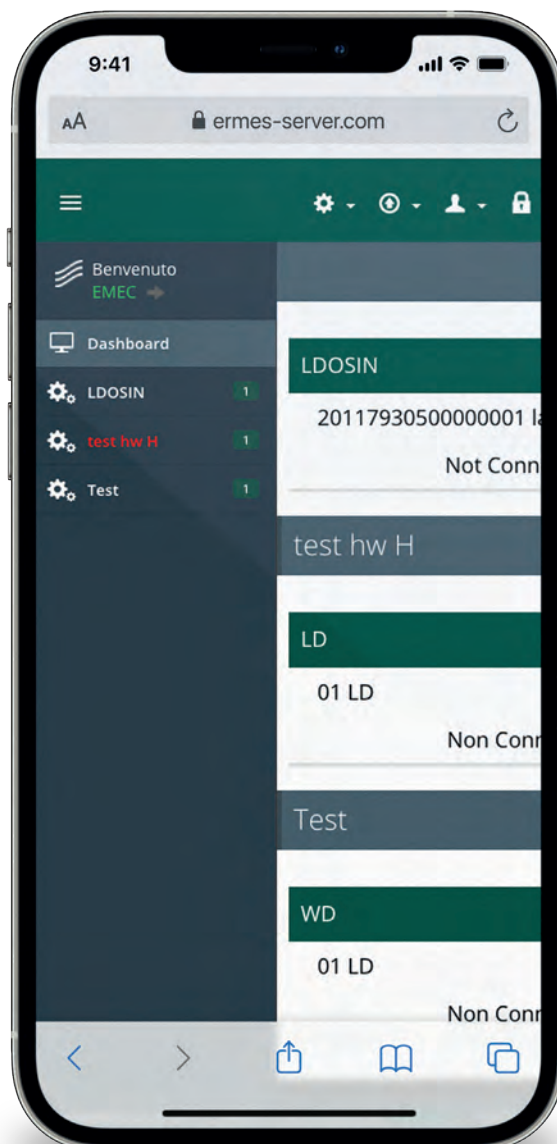 9:41
AA ermes-server.com
Benvenuto
EMEC
Dashboard
LDOSIN 1
test hw H 1
Test 1
LDOSIN
20117930500000001 la
Not Conn
test hw H
LD
01 LD
Non Conn
Test
WD
01 LD
Non Conn